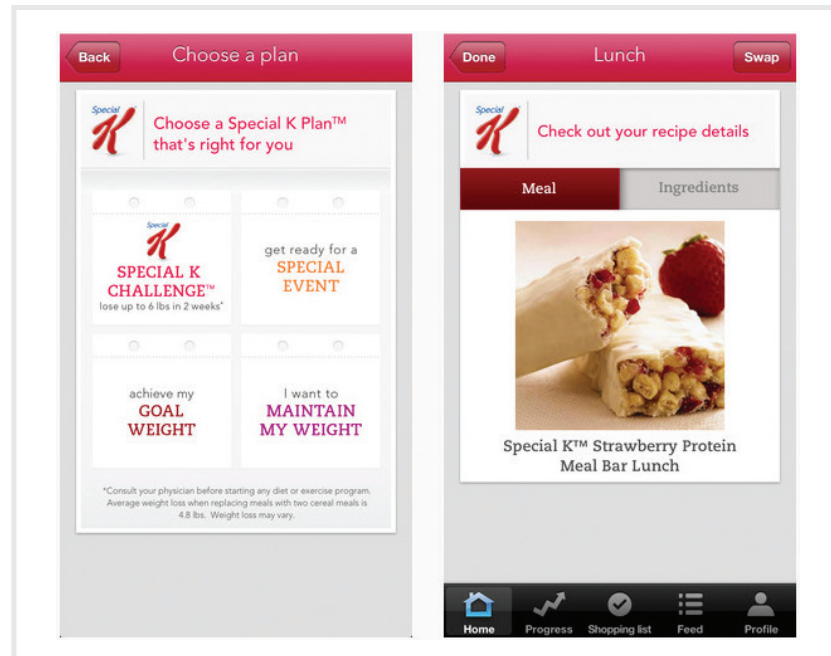 Back
Choose a plan
Special
K
Choose a Special K Plan™
that's right for you
Special
K
SPECIAL K
CHALLENGE™
lose up to 6 lbs in 2 weeks*
get ready for a
SPECIAL
EVENT
achieve my
GOAL
WEIGHT
I want to
MAINTAIN
MY WEIGHT
*Consult your physician before starting any diet or exercise program.
Average weight loss when replacing meals with two cereal meals is
4.8 lbs. Weight loss may vary.
Done
Lunch
Swap
Special
K
Check out your recipe details
Meal
Ingredients
Special K™ Strawberry Protein
Meal Bar Lunch
Home
Progress
Shopping list
Feed
Profile